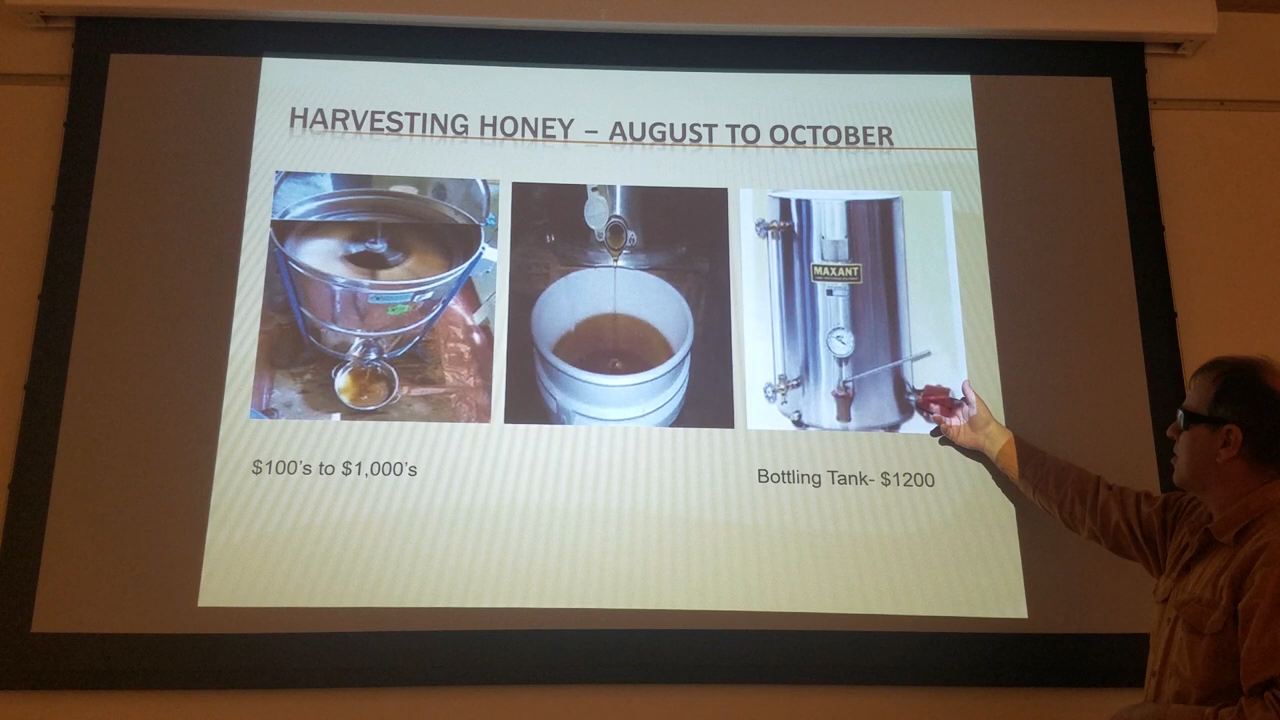 HARVESTING HONEY – AUGUST TO OCTOBER
MAXANT
$100's to $1,000's
Bottling Tank- $1200